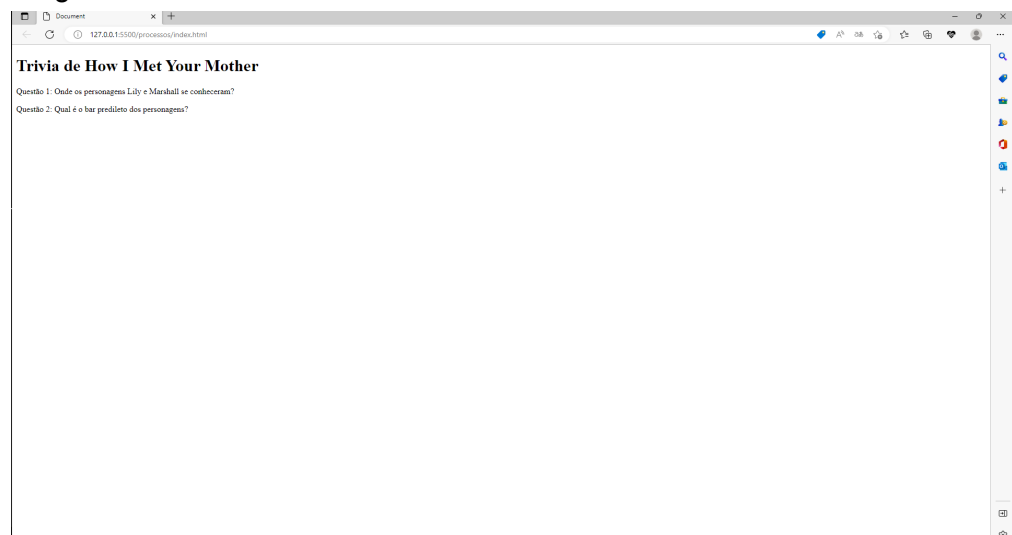 Document
127.0.0.1:5500/processos/index.html
Trivia de How I Met Your Mother
Questão 1: Onde os personagens Lily e Marshall se conheceram?
Questão 2: Qual é o bar predileto dos personagens?